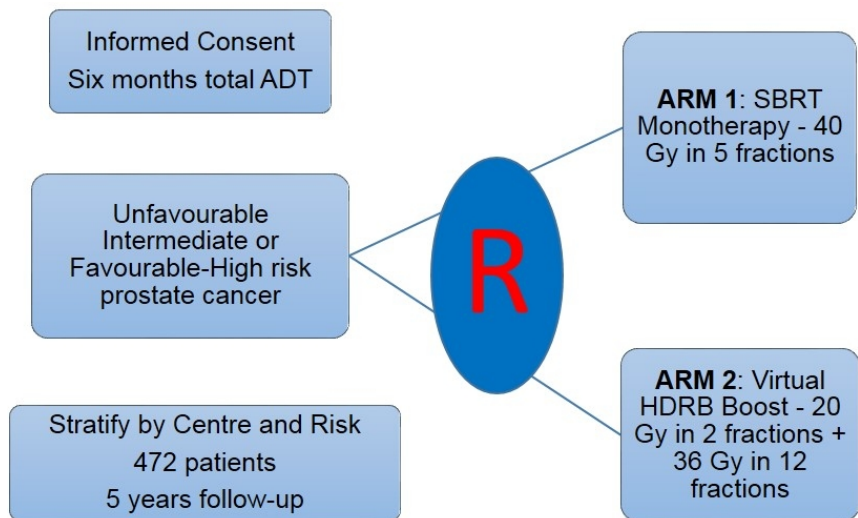 Informed Consent
Six months total ADT
Unfavourable
Intermediate or
Favourable-High risk
prostate cancer
Stratify by Centre and Risk
472 patients
5 years follow-up
R
ARM 1: SBRT
Monotherapy - 40
Gy in 5 fractions
ARM 2: Virtual
HDRB Boost - 20
Gy in 2 fractions +
36 Gy in 12
fractions